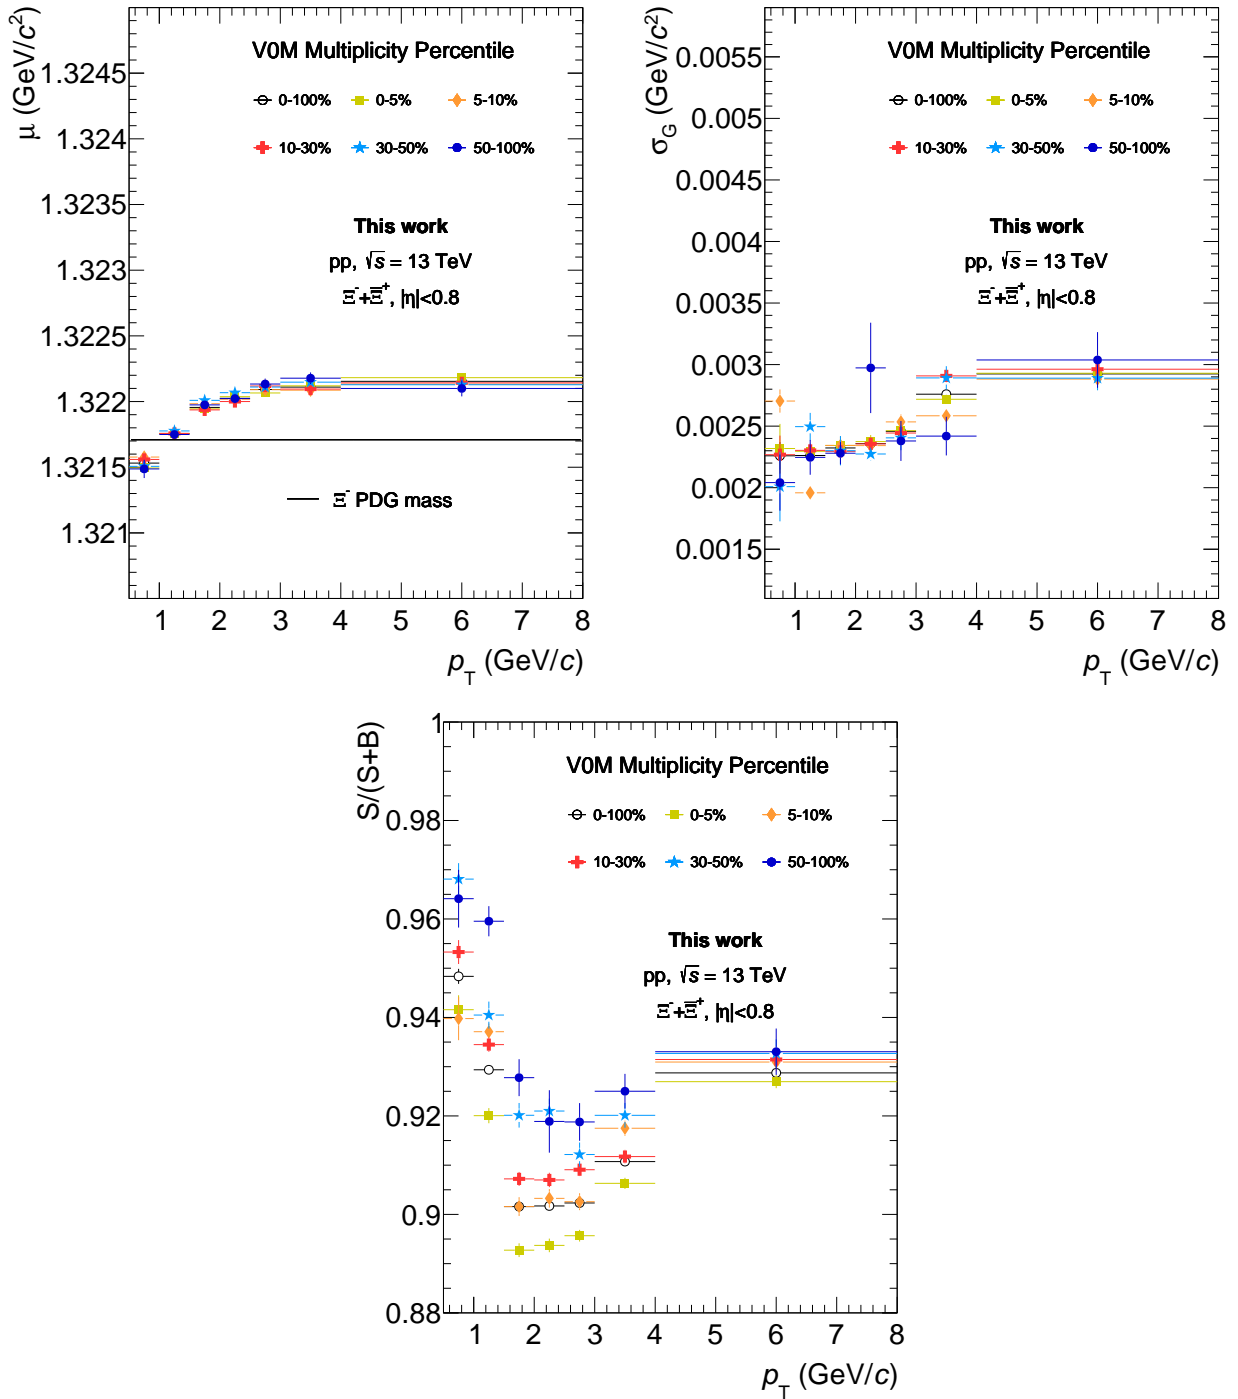 μ (GeV/c²)
1.3245
1.324
1.3235
1.323
1.3225
1.322
1.3215
1.321
V0M Multiplicity Percentile
0-100% 0-5% 5-10%
10-30% 30-50% 50-100%
This work
pp, √s = 13 TeV
Ξ⁻+Ξ̅⁺, |η|<0.8
Ξ⁻ PDG mass
1 2 3 4 5 6 7 8
p_T (GeV/c)
σ_G (GeV/c²)
0.0055
0.005
0.0045
0.004
0.0035
0.003
0.0025
0.002
0.0015
V0M Multiplicity Percentile
0-100% 0-5% 5-10%
10-30% 30-50% 50-100%
This work
pp, √s = 13 TeV
Ξ⁻+Ξ̅⁺, |η|<0.8
1 2 3 4 5 6 7 8
p_T (GeV/c)
S/(S+B)
1
0.98
0.96
0.94
0.92
0.9
0.88
V0M Multiplicity Percentile
0-100% 0-5% 5-10%
10-30% 30-50% 50-100%
This work
pp, √s = 13 TeV
Ξ⁻+Ξ̅⁺, |η|<0.8
1 2 3 4 5 6 7 8
p_T (GeV/c)